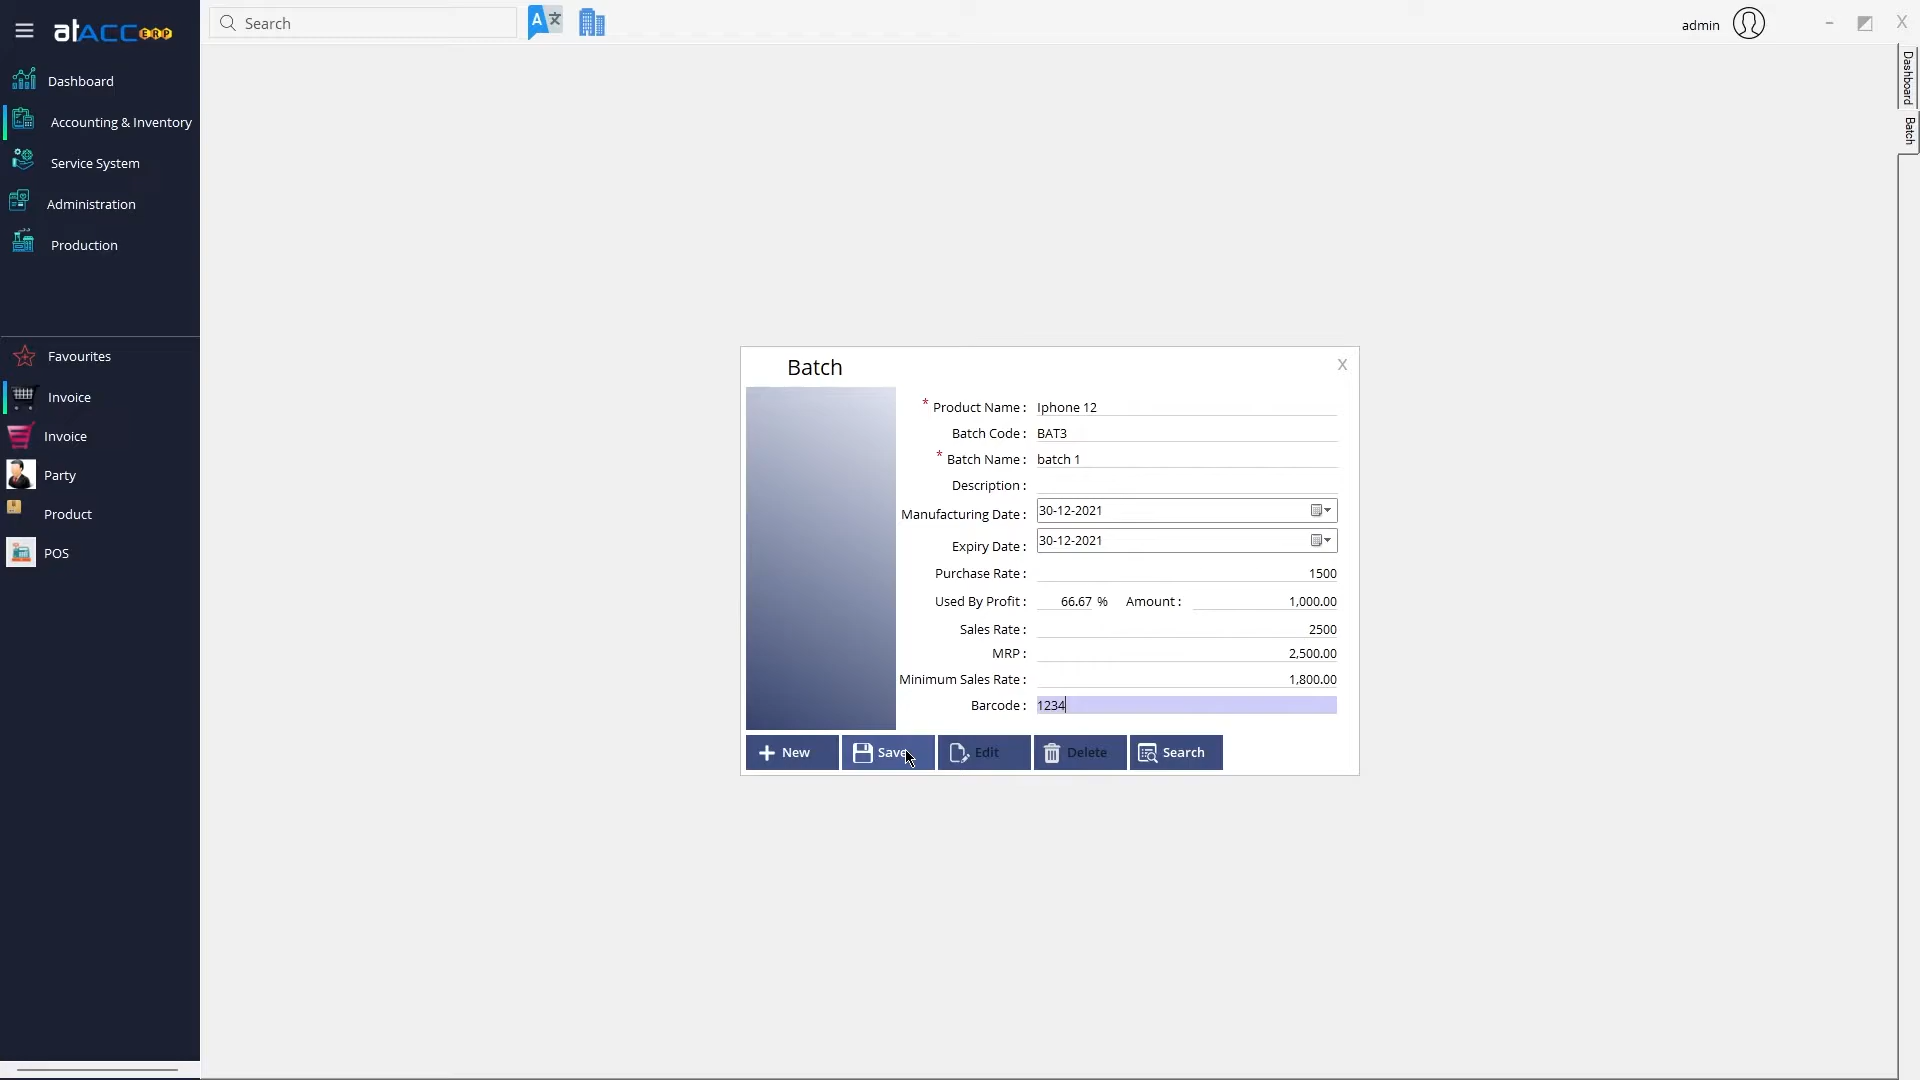 atACC ERP
Search
admin
X
Dashboard
Accounting & Inventory
Service System
Administration
Production
Favourites
Invoice
Invoice
Party
Product
POS
Dashboard
Batch
Batch
X
* Product Name : Iphone 12
Batch Code : BAT3
* Batch Name : batch 1
Description :
Manufacturing Date : 30-12-2021
Expiry Date : 30-12-2021
Purchase Rate : 1500
Used By Profit : 66.67 % Amount : 1,000.00
Sales Rate : 2500
MRP : 2,500.00
Minimum Sales Rate : 1,800.00
Barcode : 1234
New Save Edit Delete Search